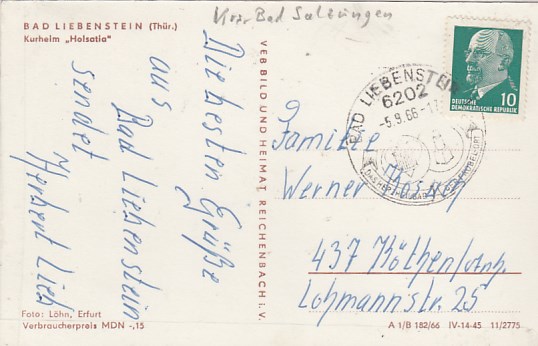 BAD LIEBENSTEIN (Thür.)
Kurheim „Holsatia"
Krs. Bad Salzungen
Die besten Grüße
aus
Bad Liebenstein
sendet
Herbert Lieb
Foto: Löhn, Erfurt
Verbraucherpreis MDN -,15
VEB BILD UND HEIMAT, REICHENBACH i. V.
BAD LIEBENSTEIN
6202
-5.9.66-
DEUTSCHE
DEMOKRATISCHE REPUBLIK
10
Familie
Werner
437 Köthen/Anh.
Lohmannstr. 25
A 1/B 182/66 IV-14-45 11/2775